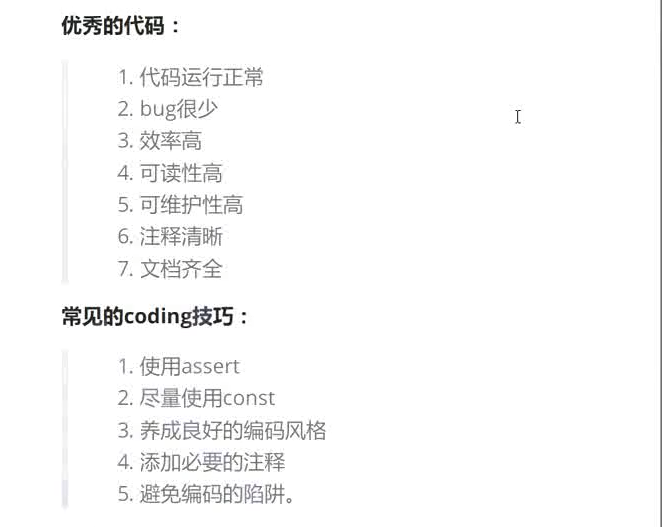 优秀的代码：
1. 代码运行正常
2. bug很少
3. 效率高
4. 可读性高
5. 可维护性高
6. 注释清晰
7. 文档齐全
常见的coding技巧：
1. 使用assert
2. 尽量使用const
3. 养成良好的编码风格
4. 添加必要的注释
5. 避免编码的陷阱。